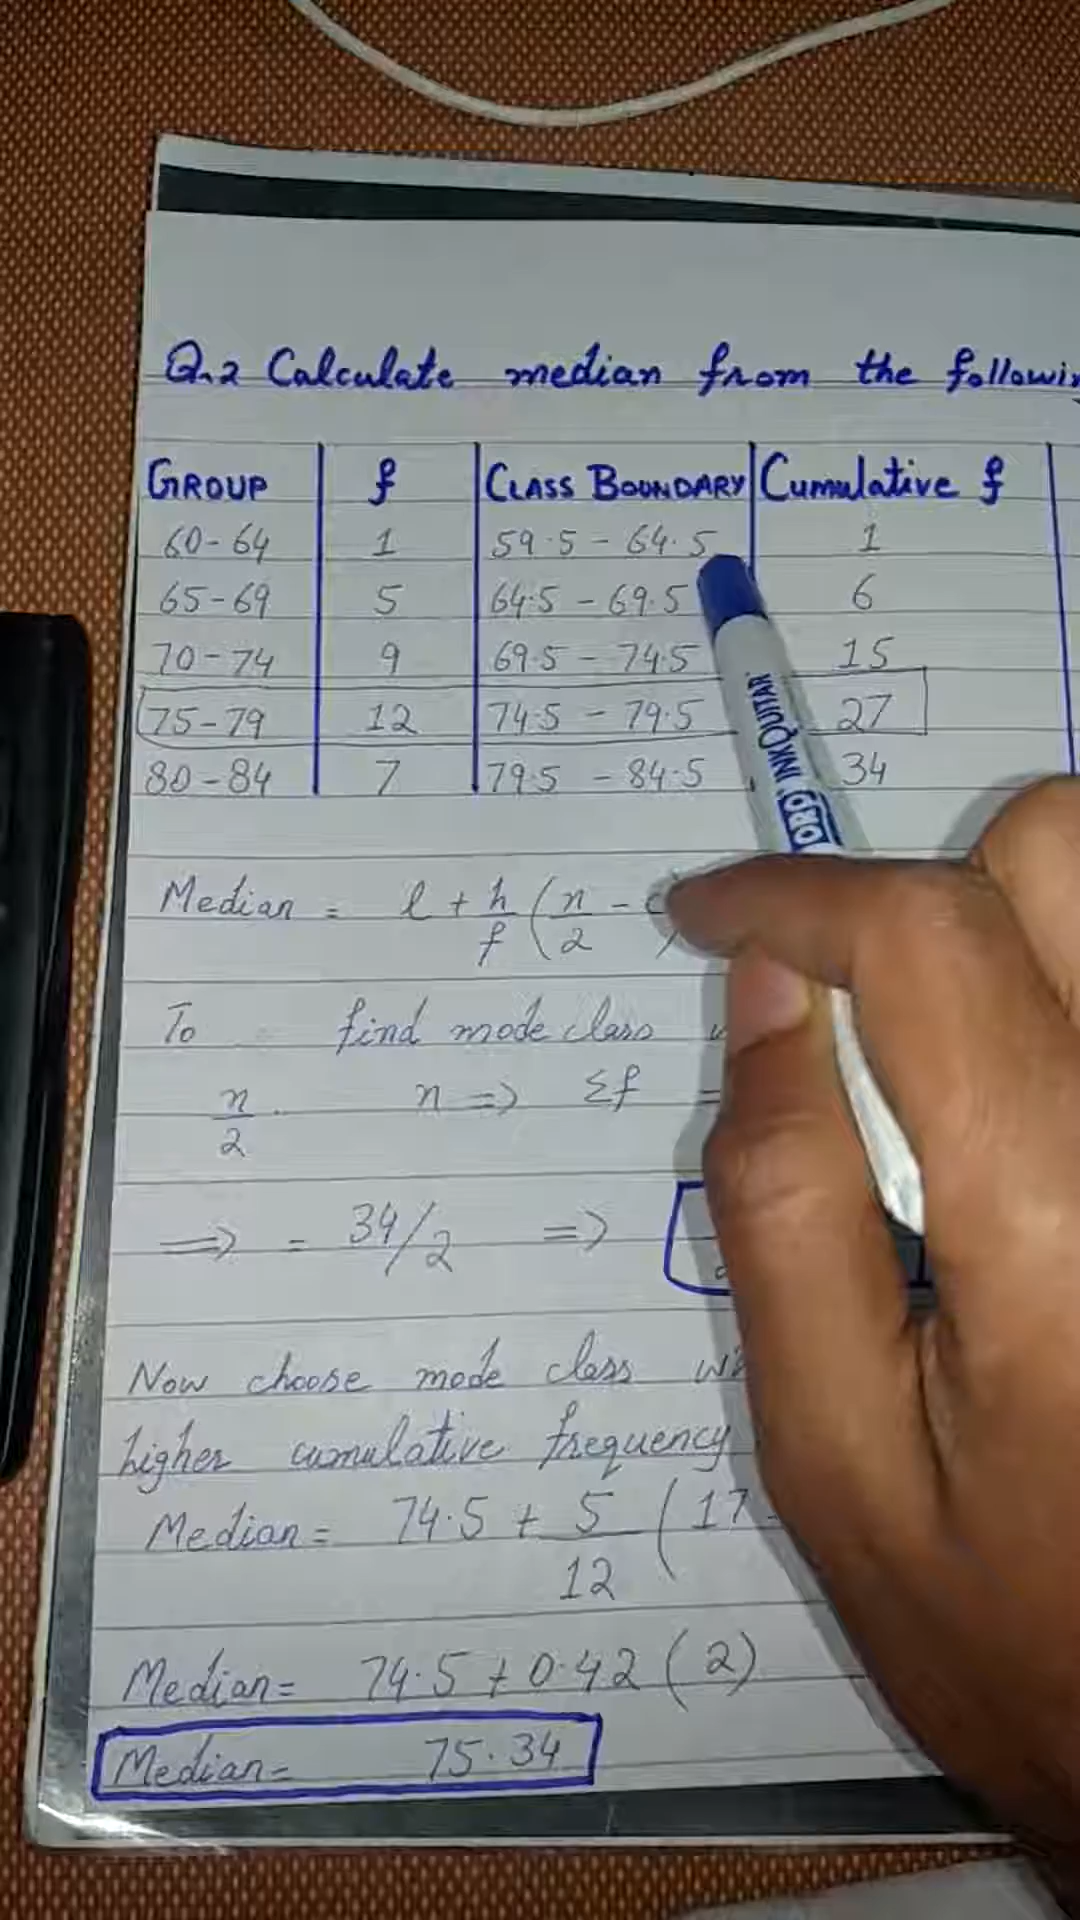 Q.2 Calculate median from the
GROUP f CLASS BOUNDARY Cumulative f
60-64 1 59.5 - 64.5 1
65-69 5 64.5 - 69.5 6
70-74 9 69.5 - 74.5 15
75-79 12 74.5 - 79.5 27
80-84 7 79.5 - 84.5 34
DRD INKQUITAR
Median = l + h/f ( n/2 - c
To find mode class
n/2 n => Σf =
=> = 34/2 =>
Now choose mode class
higher cumulative frequency
Median = 74.5 + 5/12 ( 17 -
Median = 74.5 + 0.42 ( 2 )
Median = 75.34